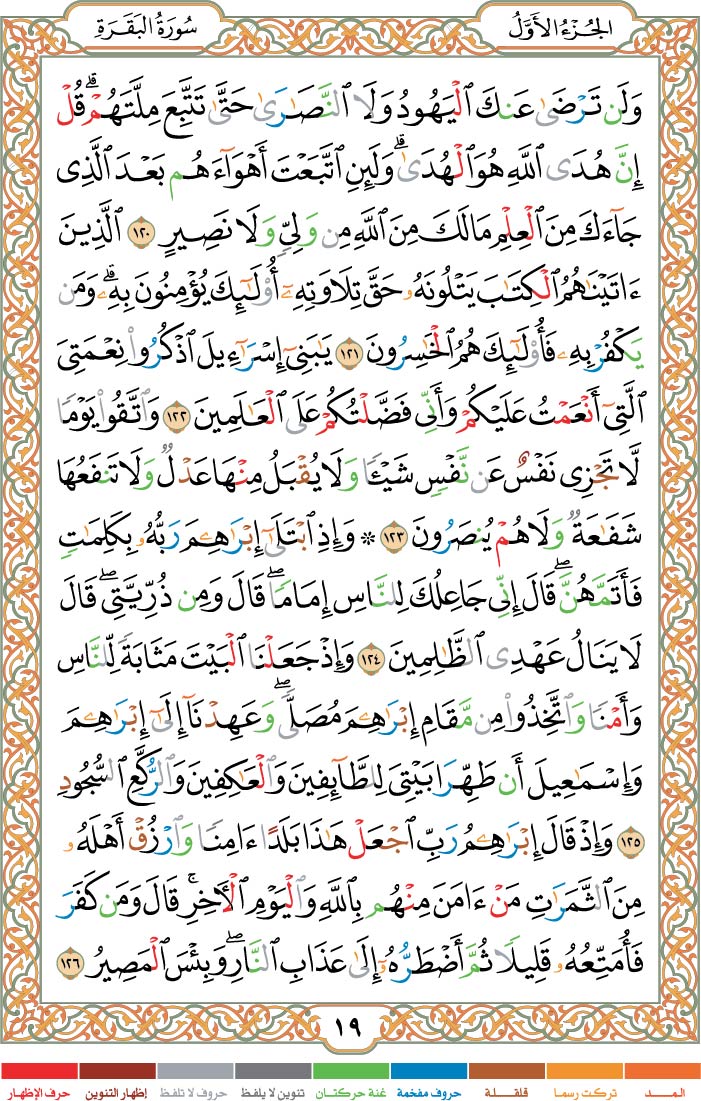 الجُزْءُ الأَوَّلُ
سُورَةُ البَقَرَةِ
وَلَن تَرْضَىٰ عَنكَ ٱلْيَهُودُ وَلَا ٱلنَّصَٰرَىٰ حَتَّىٰ تَتَّبِعَ مِلَّتَهُمْ ۗ قُلْ
إِنَّ هُدَى ٱللَّهِ هُوَ ٱلْهُدَىٰ ۗ وَلَئِنِ ٱتَّبَعْتَ أَهْوَآءَهُم بَعْدَ ٱلَّذِى
جَآءَكَ مِنَ ٱلْعِلْمِ مَا لَكَ مِنَ ٱللَّهِ مِن وَلِىٍّ وَلَا نَصِيرٍ ١٢٠ ٱلَّذِينَ
ءَاتَيْنَٰهُمُ ٱلْكِتَٰبَ يَتْلُونَهُۥ حَقَّ تِلَاوَتِهِۦٓ أُو۟لَٰٓئِكَ يُؤْمِنُونَ بِهِۦ ۗ وَمَن
يَكْفُرْ بِهِۦ فَأُو۟لَٰٓئِكَ هُمُ ٱلْخَٰسِرُونَ ١٢١ يَٰبَنِىٓ إِسْرَٰٓءِيلَ ٱذْكُرُوا۟ نِعْمَتِىَ
ٱلَّتِىٓ أَنْعَمْتُ عَلَيْكُمْ وَأَنِّى فَضَّلْتُكُمْ عَلَى ٱلْعَٰلَمِينَ ١٢٢ وَٱتَّقُوا۟ يَوْمًا
لَّا تَجْزِى نَفْسٌ عَن نَّفْسٍ شَيْـًٔا وَلَا يُقْبَلُ مِنْهَا عَدْلٌ وَلَا تَنفَعُهَا
شَفَٰعَةٌ وَلَا هُمْ يُنصَرُونَ ١٢٣ ۞ وَإِذِ ٱبْتَلَىٰٓ إِبْرَٰهِۦمَ رَبُّهُۥ بِكَلِمَٰتٍ
فَأَتَمَّهُنَّ ۖ قَالَ إِنِّى جَاعِلُكَ لِلنَّاسِ إِمَامًا ۖ قَالَ وَمِن ذُرِّيَّتِى ۖ قَالَ
لَا يَنَالُ عَهْدِى ٱلظَّٰلِمِينَ ١٢٤ وَإِذْ جَعَلْنَا ٱلْبَيْتَ مَثَابَةً لِّلنَّاسِ
وَأَمْنًا وَٱتَّخِذُوا۟ مِن مَّقَامِ إِبْرَٰهِۦمَ مُصَلًّى ۖ وَعَهِدْنَآ إِلَىٰٓ إِبْرَٰهِۦمَ
وَإِسْمَٰعِيلَ أَن طَهِّرَا بَيْتِىَ لِلطَّآئِفِينَ وَٱلْعَٰكِفِينَ وَٱلرُّكَّعِ ٱلسُّجُودِ
١٢٥ وَإِذْ قَالَ إِبْرَٰهِۦمُ رَبِّ ٱجْعَلْ هَٰذَا بَلَدًا ءَامِنًا وَٱرْزُقْ أَهْلَهُۥ
مِنَ ٱلثَّمَرَٰتِ مَنْ ءَامَنَ مِنْهُم بِٱللَّهِ وَٱلْيَوْمِ ٱلْءَاخِرِ ۖ قَالَ وَمَن كَفَرَ
فَأُمَتِّعُهُۥ قَلِيلًا ثُمَّ أَضْطَرُّهُۥٓ إِلَىٰ عَذَابِ ٱلنَّارِ ۖ وَبِئْسَ ٱلْمَصِيرُ ١٢٦
١٩
المـــد تركت رسما قلقـلة حروف مفخمة غنة حركتان تنوين لا يلفظ حروف لا تلفظ إظهار التنوين حرف الإظهار